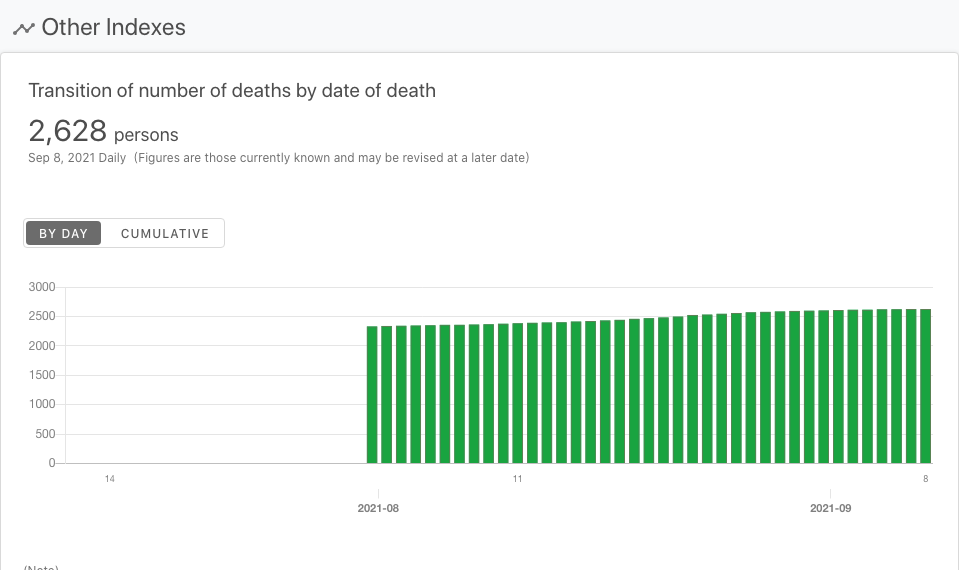 Other Indexes
Transition of number of deaths by date of death
2,628 persons
Sep 8, 2021 Daily (Figures are those currently known and may be revised at a later date)
BY DAY CUMULATIVE
3000
2500
2000
1500
1000
500
0
14 11 8
2021-08 2021-09
(Note)